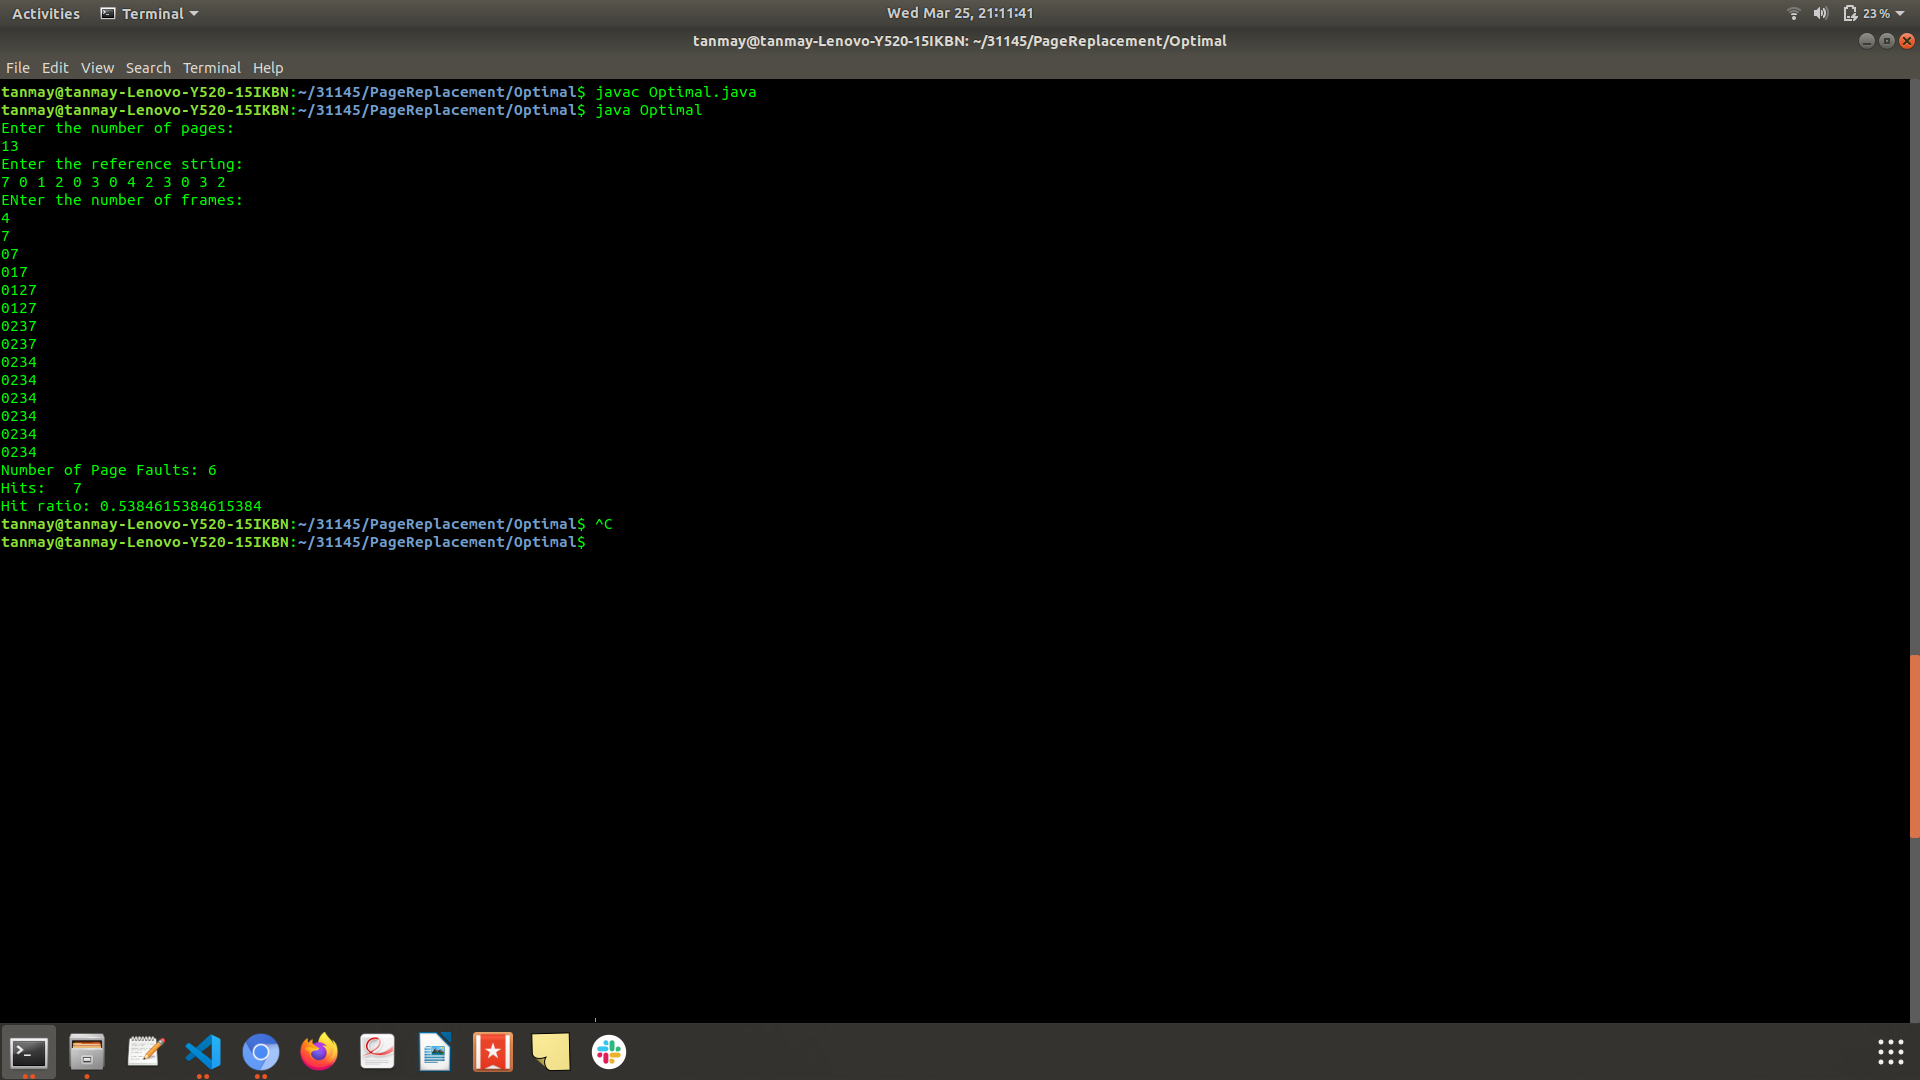 Activities Terminal Wed Mar 25, 21:11:41 23 %
tanmay@tanmay-Lenovo-Y520-15IKBN: ~/31145/PageReplacement/Optimal
File Edit View Search Terminal Help
tanmay@tanmay-Lenovo-Y520-15IKBN:~/31145/PageReplacement/Optimal$ javac Optimal.java
tanmay@tanmay-Lenovo-Y520-15IKBN:~/31145/PageReplacement/Optimal$ java Optimal
Enter the number of pages:
13
Enter the reference string:
7 0 1 2 0 3 0 4 2 3 0 3 2
ENter the number of frames:
4
7
07
017
0127
0127
0237
0237
0234
0234
0234
0234
0234
0234
Number of Page Faults: 6
Hits:   7
Hit ratio: 0.5384615384615384
tanmay@tanmay-Lenovo-Y520-15IKBN:~/31145/PageReplacement/Optimal$ ^C
tanmay@tanmay-Lenovo-Y520-15IKBN:~/31145/PageReplacement/Optimal$